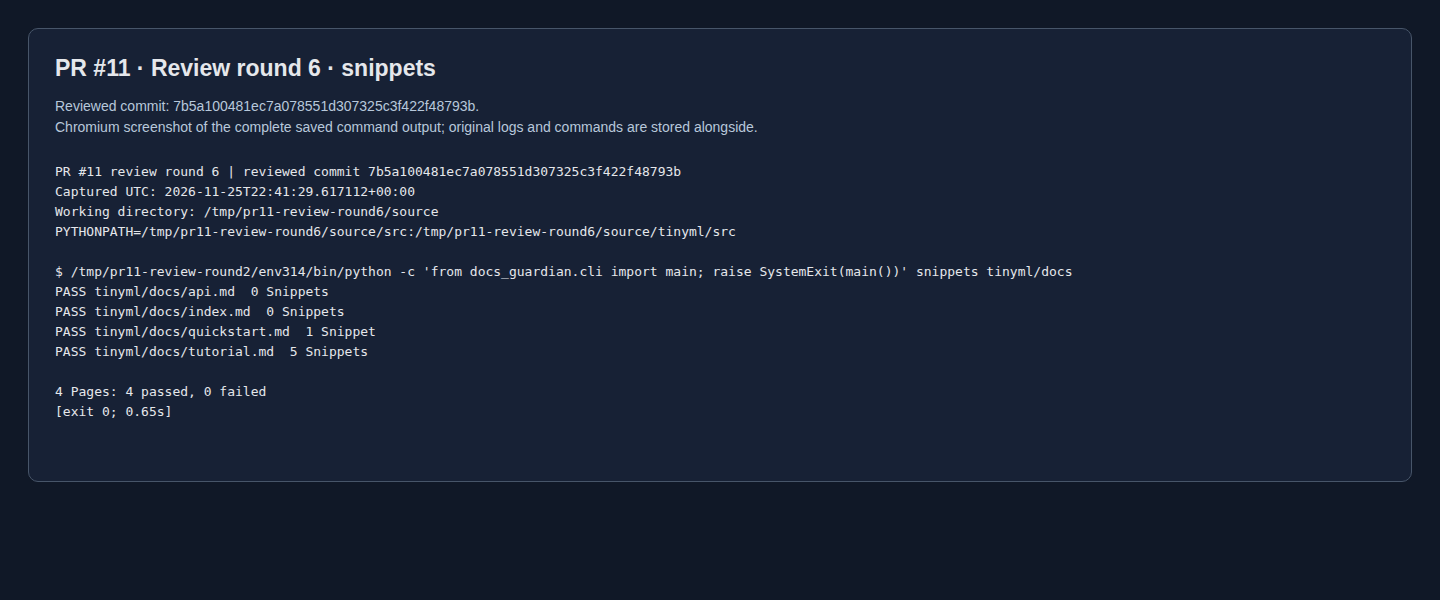 PR #11 · Review round 6 · snippets
Reviewed commit: 7b5a100481ec7a078551d307325c3f422f48793b.
Chromium screenshot of the complete saved command output; original logs and commands are stored alongside.
PR #11 review round 6 | reviewed commit 7b5a100481ec7a078551d307325c3f422f48793b
Captured UTC: 2026-11-25T22:41:29.617112+00:00
Working directory: /tmp/pr11-review-round6/source
PYTHONPATH=/tmp/pr11-review-round6/source/src:/tmp/pr11-review-round6/source/tinyml/src
$ /tmp/pr11-review-round2/env314/bin/python -c 'from docs_guardian.cli import main; raise SystemExit(main())' snippets tinyml/docs
PASS tinyml/docs/api.md  0 Snippets
PASS tinyml/docs/index.md  0 Snippets
PASS tinyml/docs/quickstart.md  1 Snippet
PASS tinyml/docs/tutorial.md  5 Snippets
4 Pages: 4 passed, 0 failed
[exit 0; 0.65s]